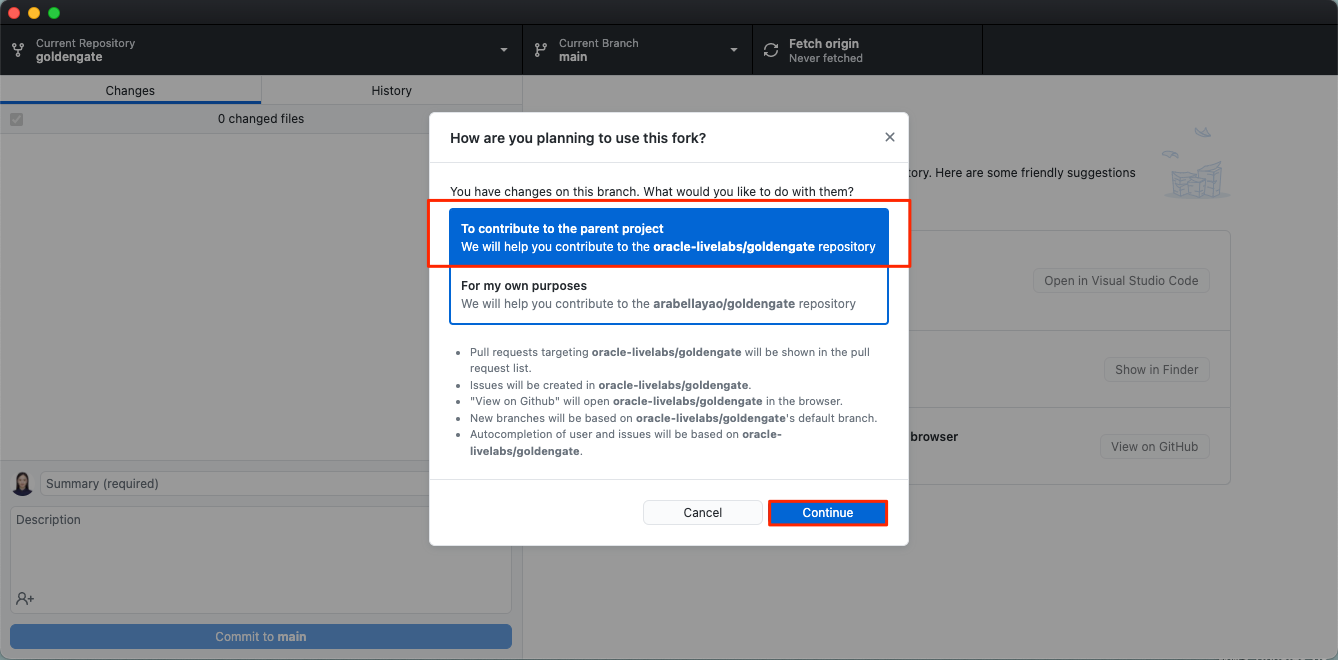 Current Repository
goldengate
Current Branch
main
Fetch origin
Never fetched
Changes
History
0 changed files
How are you planning to use this fork?
You have changes on this branch. What would you like to do with them?
To contribute to the parent project
We will help you contribute to the oracle-livelabs/goldengate repository
For my own purposes
We will help you contribute to the arabellayao/goldengate repository
Pull requests targeting oracle-livelabs/goldengate will be shown in the pull
request list.
Issues will be created in oracle-livelabs/goldengate.
"View on Github" will open oracle-livelabs/goldengate in the browser.
New branches will be based on oracle-livelabs/goldengate's default branch.
Autocompletion of user and issues will be based on oracle-
livelabs/goldengate.
Cancel
Continue
ory. Here are some friendly suggestions
Open in Visual Studio Code
Show in Finder
browser
View on GitHub
Summary (required)
Description
Commit to main